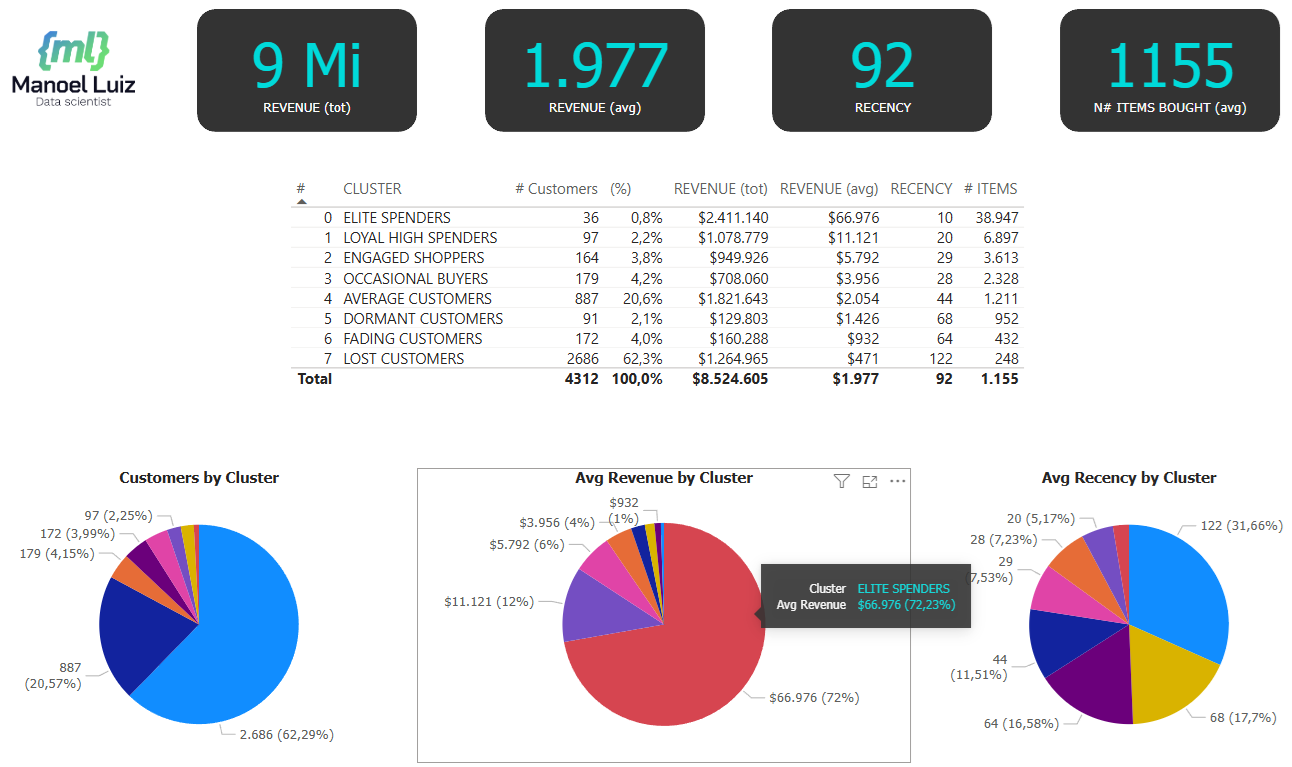 {ml}
Manoel Luiz
Data scientist
9 Mi
REVENUE (tot)
1.977
REVENUE (avg)
92
RECENCY
1155
N# ITEMS BOUGHT (avg)
# CLUSTER # Customers (%) REVENUE (tot) REVENUE (avg) RECENCY # ITEMS
0 ELITE SPENDERS 36 0,8% $2.411.140 $66.976 10 38.947
1 LOYAL HIGH SPENDERS 97 2,2% $1.078.779 $11.121 20 6.897
2 ENGAGED SHOPPERS 164 3,8% $949.926 $5.792 29 3.613
3 OCCASIONAL BUYERS 179 4,2% $708.060 $3.956 28 2.328
4 AVERAGE CUSTOMERS 887 20,6% $1.821.643 $2.054 44 1.211
5 DORMANT CUSTOMERS 91 2,1% $129.803 $1.426 68 952
6 FADING CUSTOMERS 172 4,0% $160.288 $932 64 432
7 LOST CUSTOMERS 2686 62,3% $1.264.965 $471 122 248
Total 4312 100,0% $8.524.605 $1.977 92 1.155
Customers by Cluster
97 (2,25%)
172 (3,99%)
179 (4,15%)
887
(20,57%)
2.686 (62,29%)
Avg Revenue by Cluster
$932
(1%)
$3.956 (4%)
$5.792 (6%)
$11.121 (12%)
Cluster ELITE SPENDERS
Avg Revenue $66.976 (72,23%)
$66.976 (72%)
Avg Recency by Cluster
20 (5,17%)
122 (31,66%)
28 (7,23%)
29
7,53%)
44
(11,51%)
64 (16,58%)
68 (17,7%)